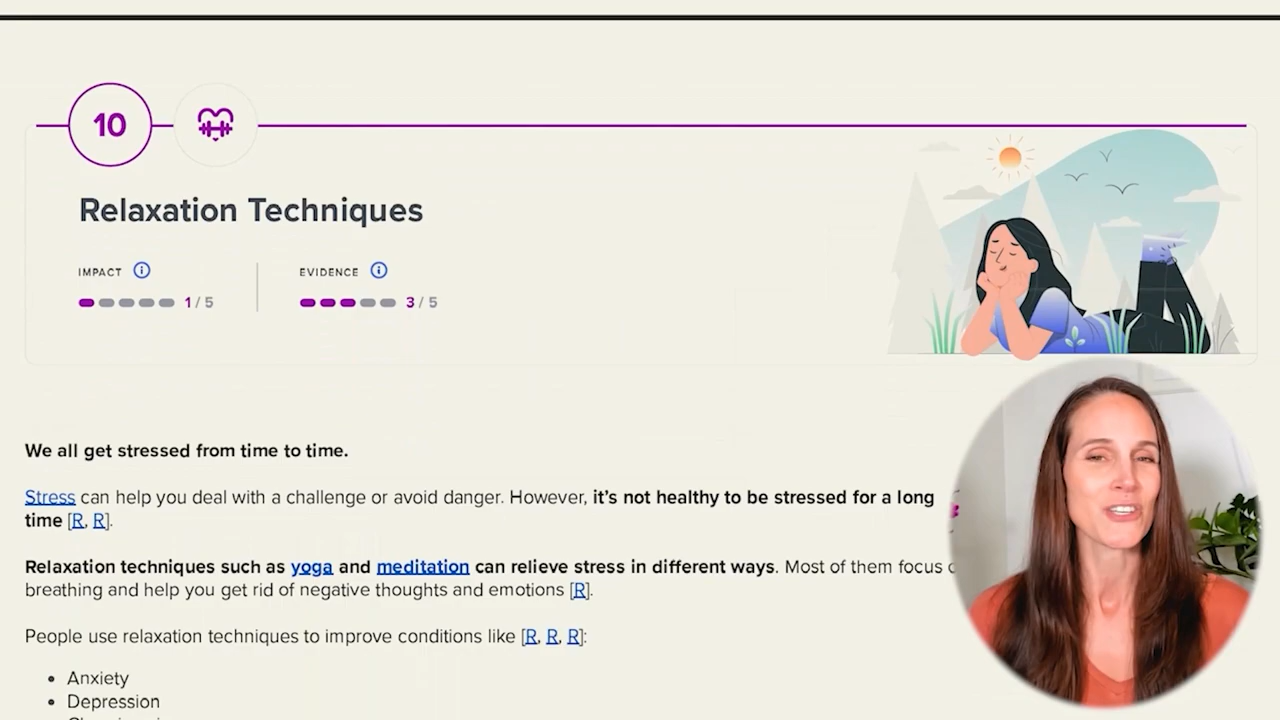 10
Relaxation Techniques
IMPACT
EVIDENCE
1 / 5
3 / 5
We all get stressed from time to time.
Stress can help you deal with a challenge or avoid danger. However, it's not healthy to be stressed for a long
time [R, R].
Relaxation techniques such as yoga and meditation can relieve stress in different ways. Most of them focus
breathing and help you get rid of negative thoughts and emotions [R].
People use relaxation techniques to improve conditions like [R, R, R]:
• Anxiety
• Depression